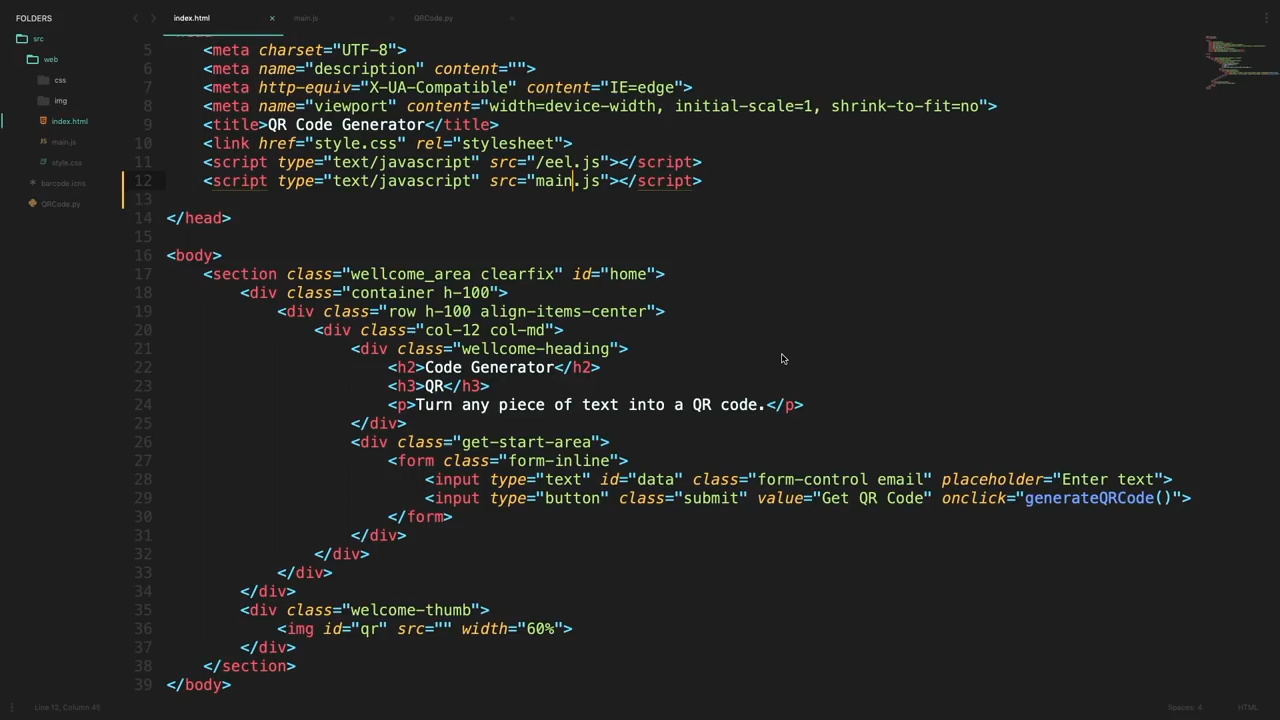 FOLDERS
src
web
css
img
index.html
main.js
style.css
barcode.icns
QRCode.py
index.html × main.js × QRCode.py ×
5 <meta charset="UTF-8">
6 <meta name="description" content="">
7 <meta http-equiv="X-UA-Compatible" content="IE=edge">
8 <meta name="viewport" content="width=device-width, initial-scale=1, shrink-to-fit=no">
9 <title>QR Code Generator</title>
10 <link href="style.css" rel="stylesheet">
11 <script type="text/javascript" src="/eel.js"></script>
12 <script type="text/javascript" src="main.js"></script>
13
14 </head>
15
16 <body>
17 <section class="wellcome_area clearfix" id="home">
18 <div class="container h-100">
19 <div class="row h-100 align-items-center">
20 <div class="col-12 col-md">
21 <div class="wellcome-heading">
22 <h2>Code Generator</h2>
23 <h3>QR</h3>
24 <p>Turn any piece of text into a QR code.</p>
25 </div>
26 <div class="get-start-area">
27 <form class="form-inline">
28 <input type="text" id="data" class="form-control email" placeholder="Enter text">
29 <input type="button" class="submit" value="Get QR Code" onclick="generateQRCode()">
30 </form>
31 </div>
32 </div>
33 </div>
34 </div>
35 <div class="welcome-thumb">
36 <img id="qr" src="" width="60%">
37 </div>
38 </section>
39 </body>
Line 12, Column 45
Spaces: 4
HTML